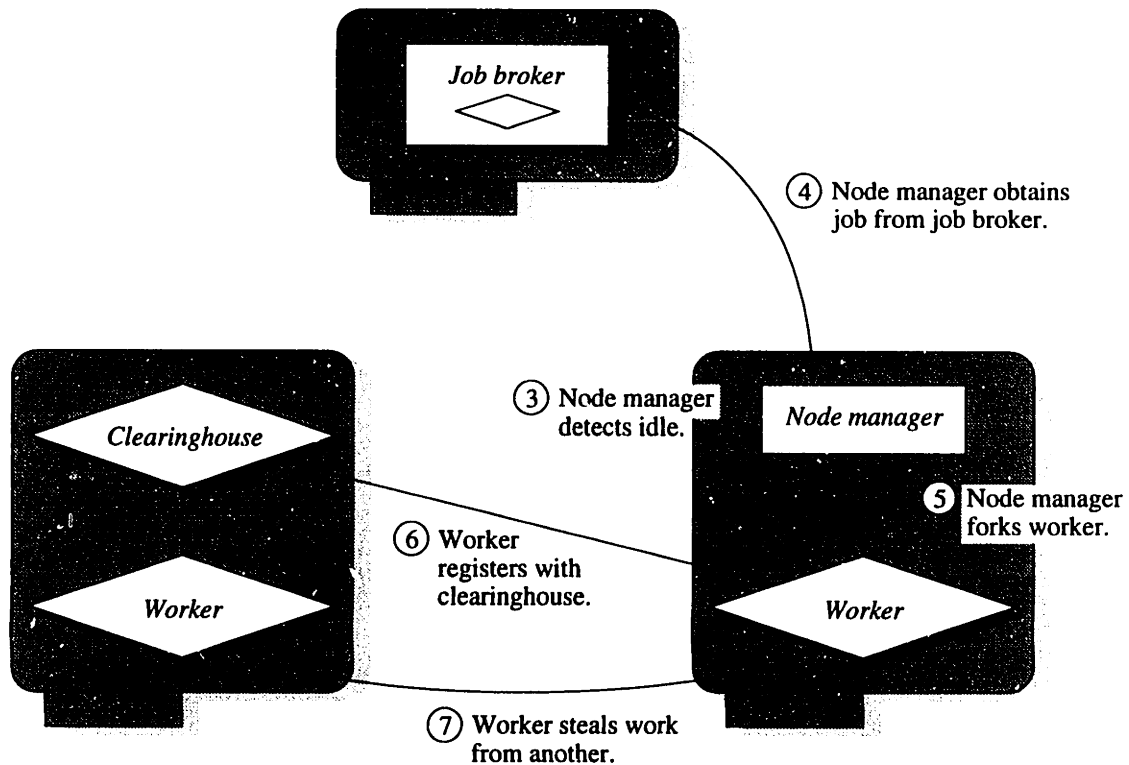 Job broker
④ Node manager obtains
job from job broker.
③ Node manager
detects idle.
Node manager
Clearinghouse
⑤ Node manager
forks worker.
⑥ Worker
registers with
clearinghouse.
Worker
Worker
⑦ Worker steals work
from another.